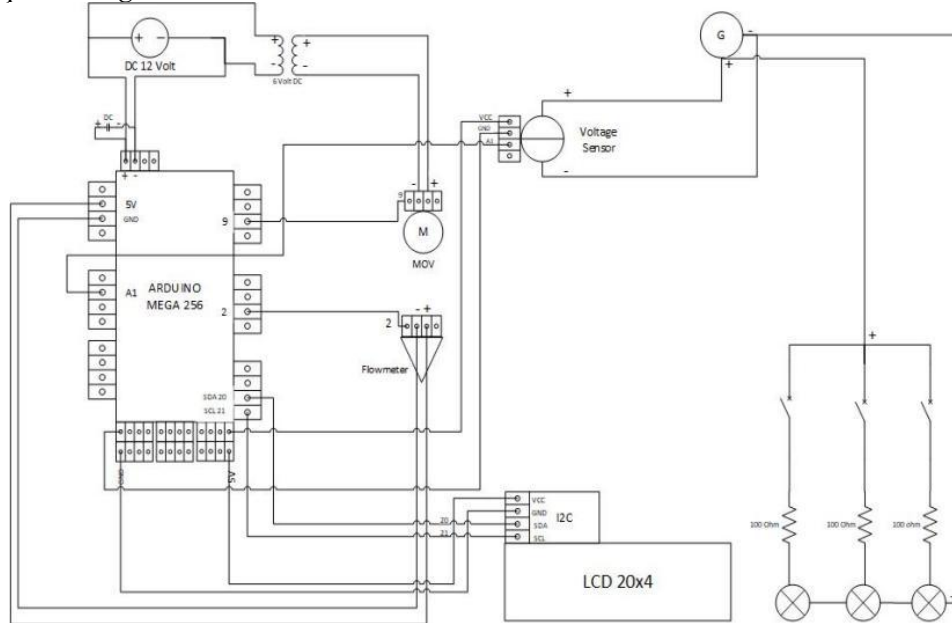 + -
DC 12 Volt
+ +
- -
6 Volt DC
+ DC -
+ -
5V
GND
9
A1
ARDUINO
MEGA 256
2
SDA 20
SCL 21
GND
A5
- +
9
M
MOV
- +
2
Flowmeter
G
-
+
+
VCC
GND
A1
Voltage
Sensor
-
+
100 Ohm
100 Ohm
100 ohm
VCC
GND
20 SDA
21 SCL
I2C
LCD 20x4